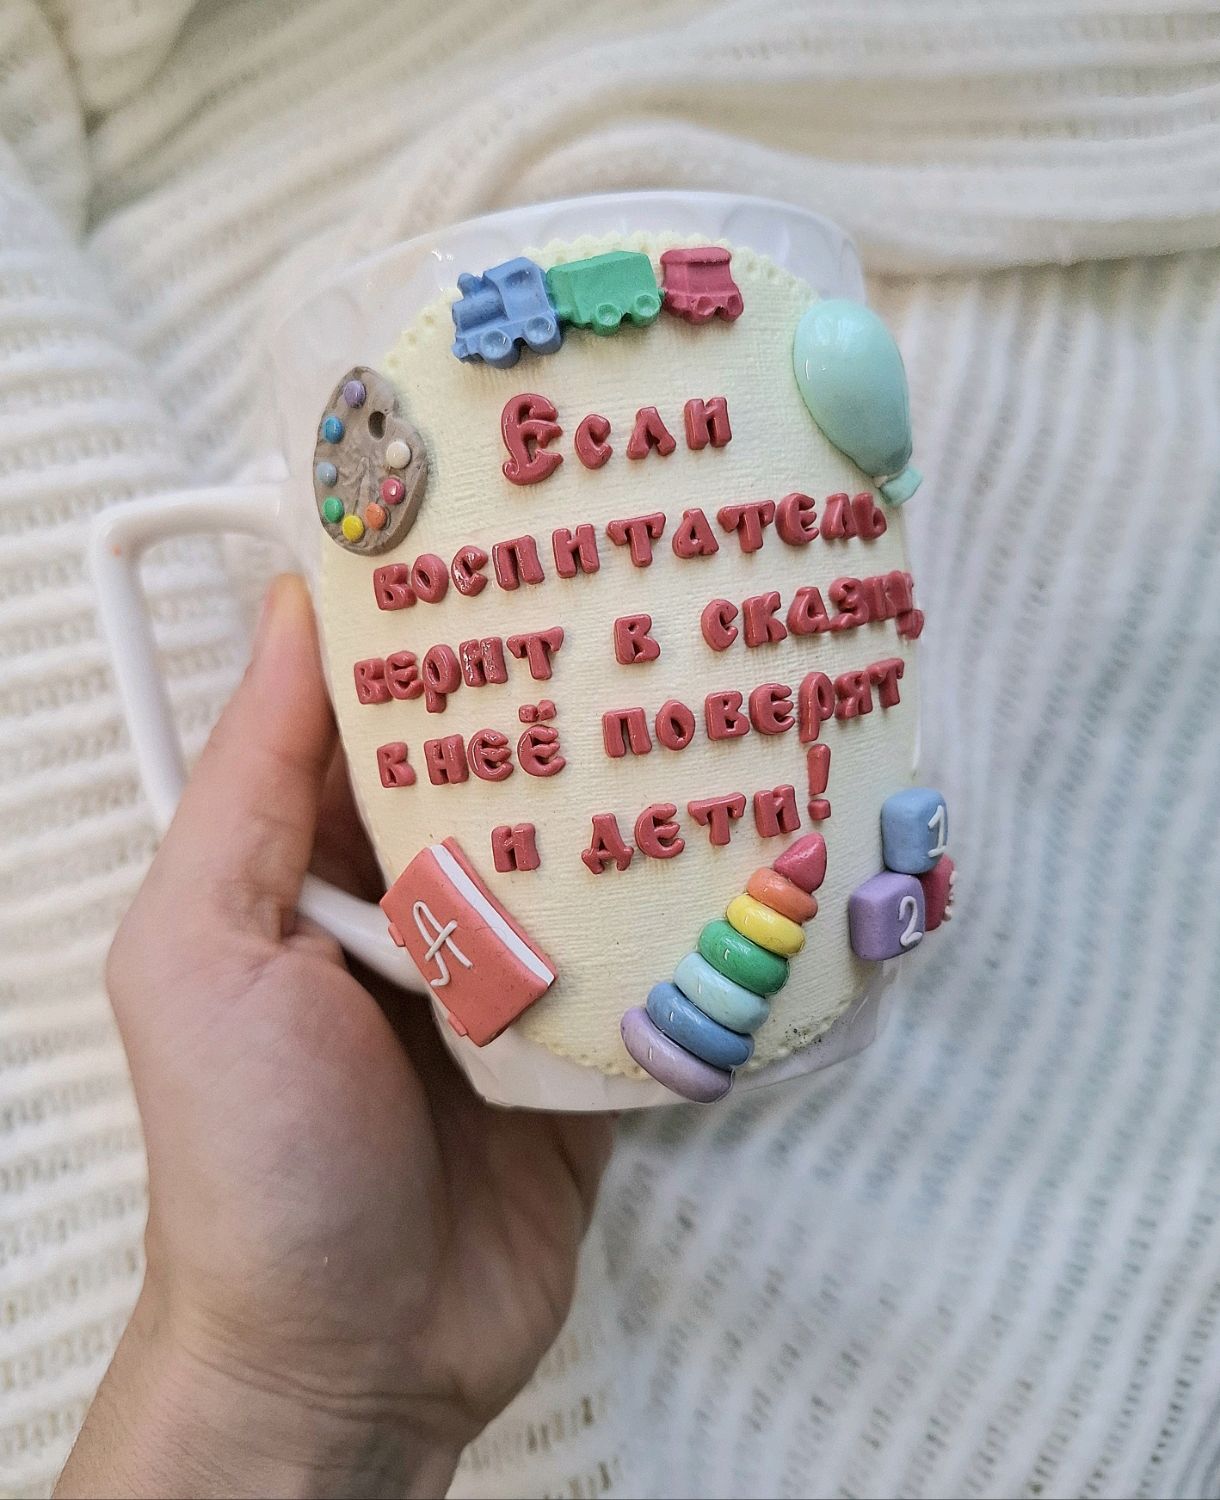 Если
воспитатель
верит в сказку,
в неё поверят
и дети!
А
1
2